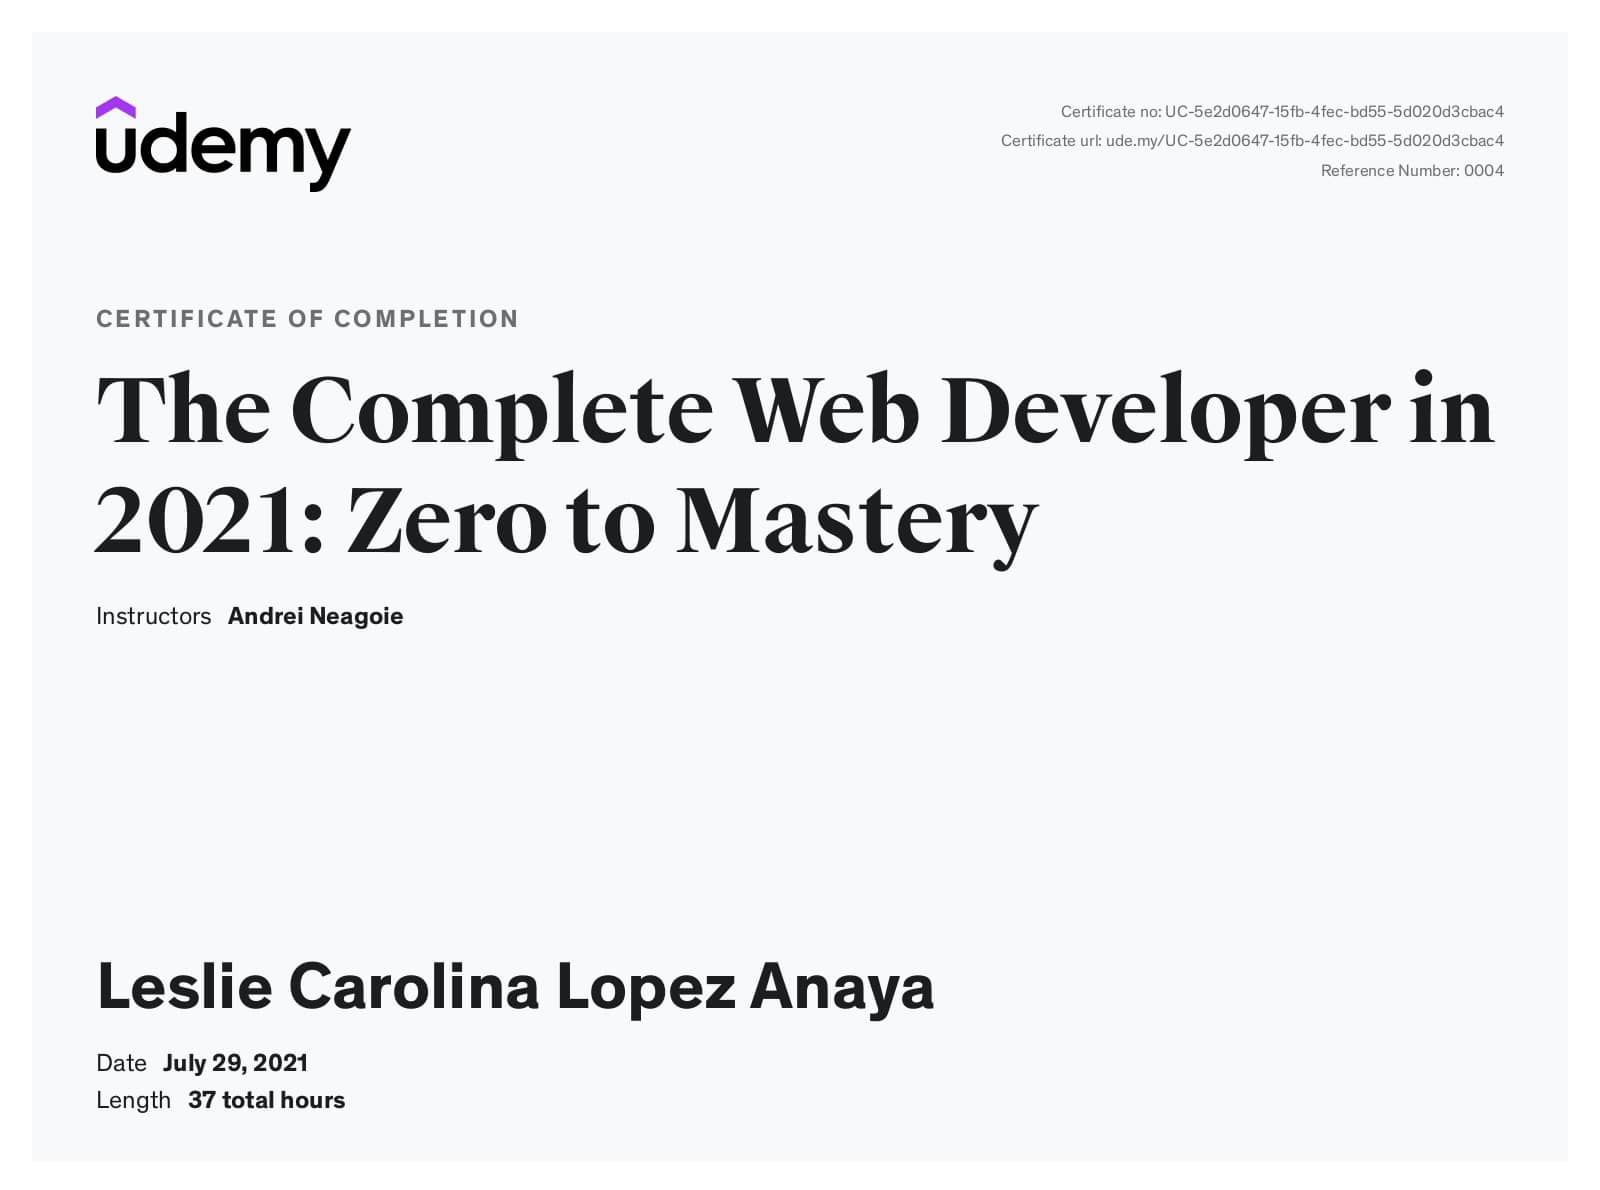 udemy
Certificate no: UC-5e2d0647-15fb-4fec-bd55-5d020d3cbac4
Certificate url: ude.my/UC-5e2d0647-15fb-4fec-bd55-5d020d3cbac4
Reference Number: 0004
CERTIFICATE OF COMPLETION
The Complete Web Developer in
2021: Zero to Mastery
Instructors Andrei Neagoie
Leslie Carolina Lopez Anaya
Date July 29, 2021
Length 37 total hours